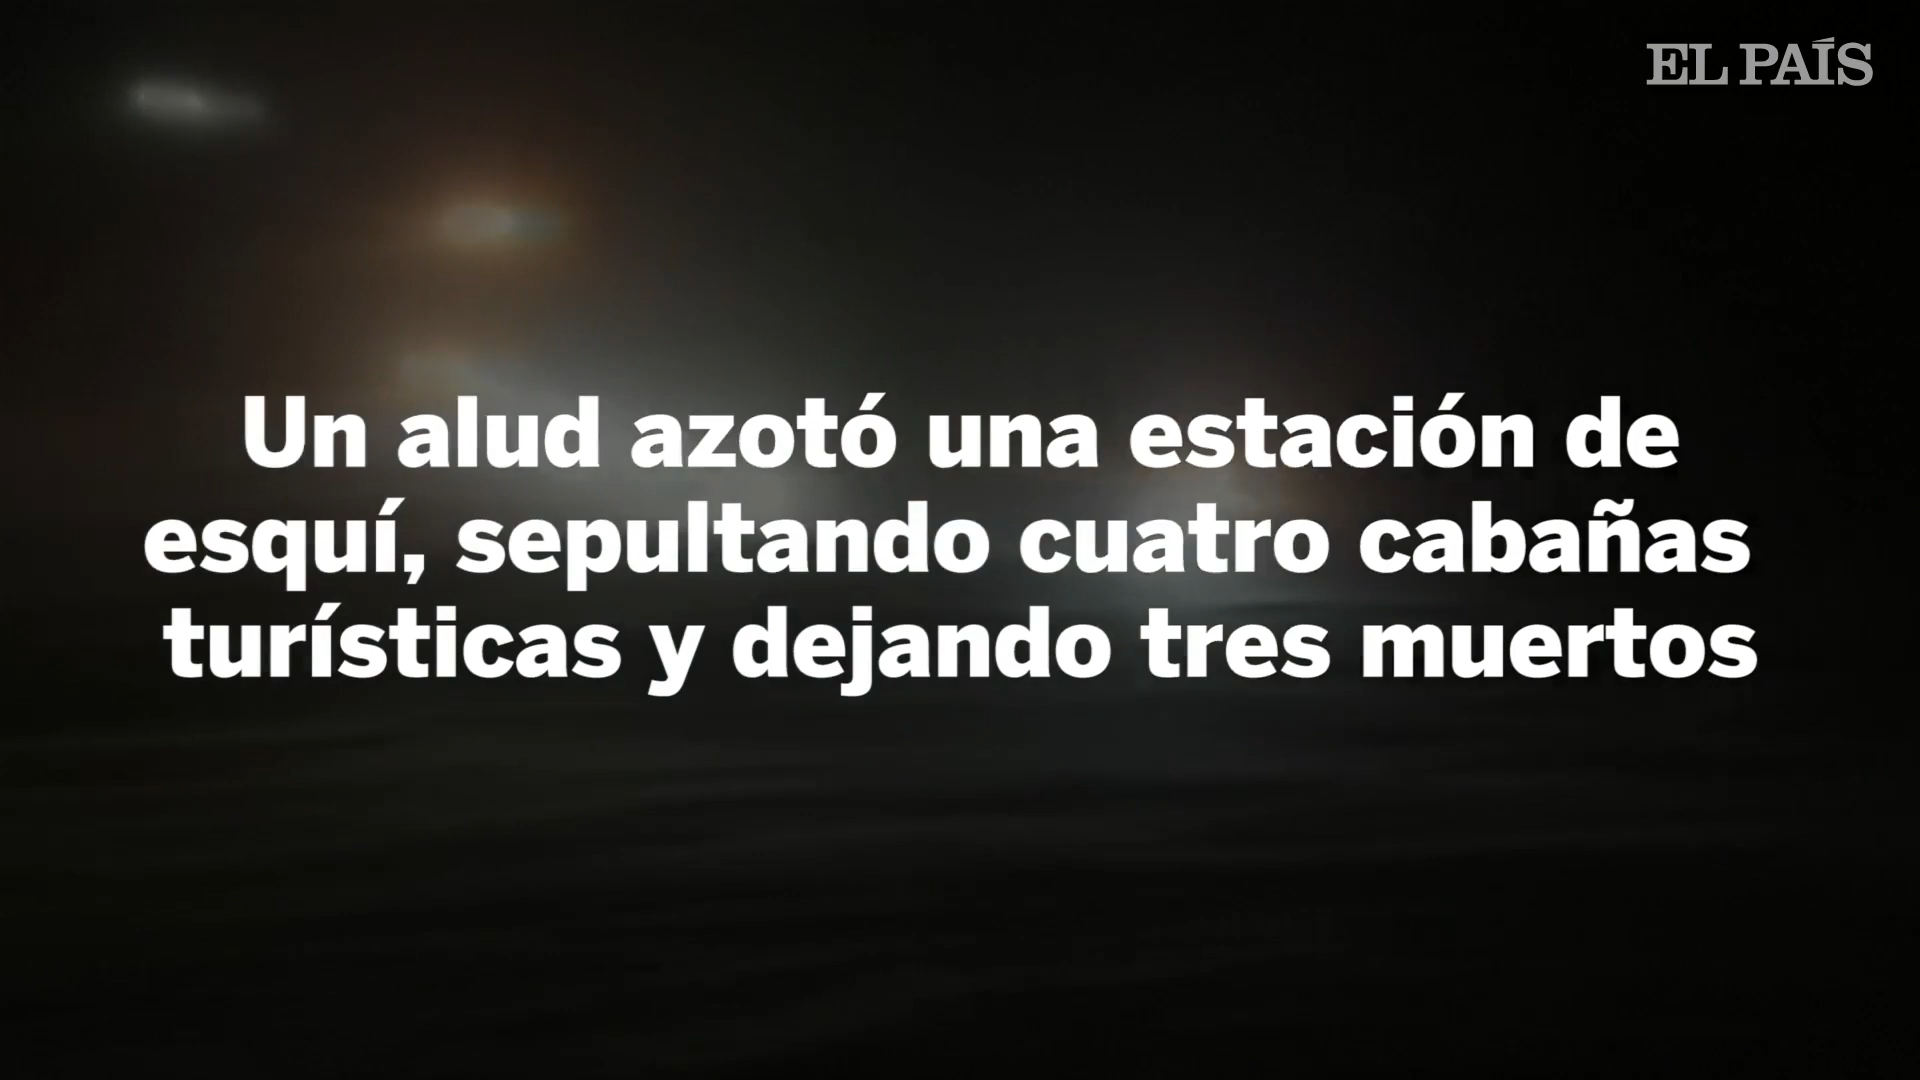 EL PAÍS
Un alud azotó una estación de
esquí, sepultando cuatro cabañas
turísticas y dejando tres muertos